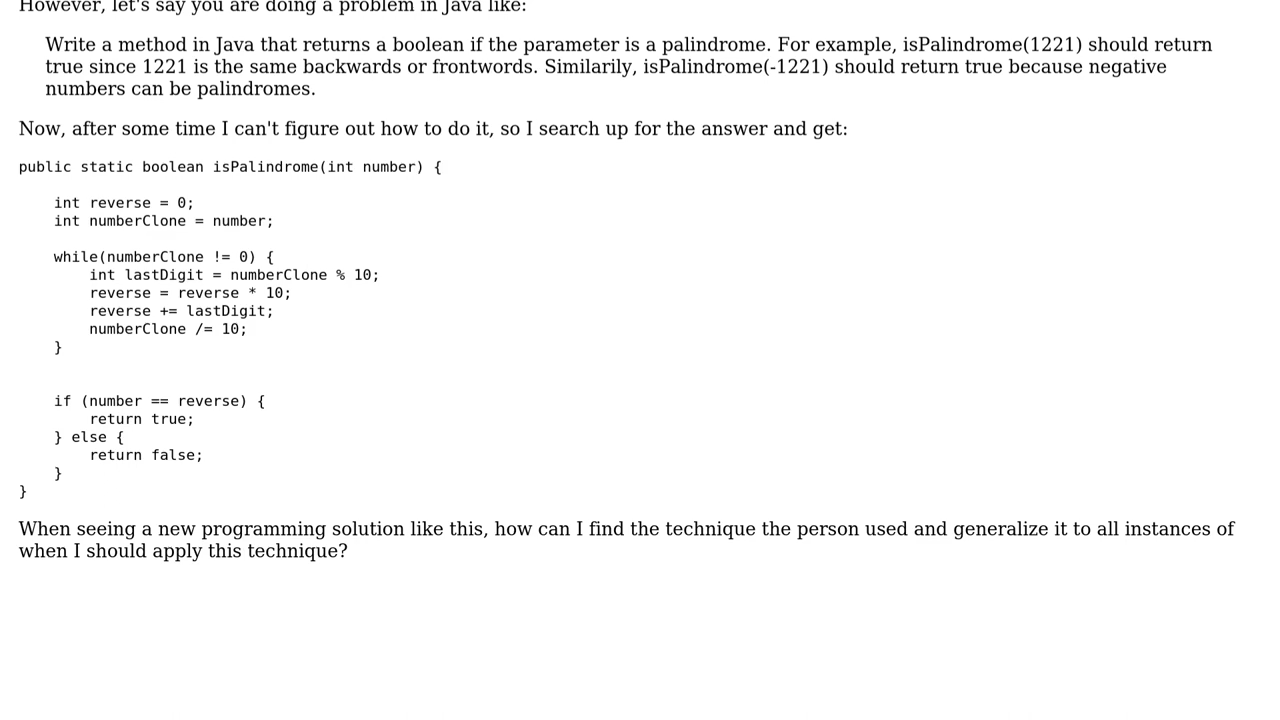 However, let's say you are doing a problem in Java like:
Write a method in Java that returns a boolean if the parameter is a palindrome. For example, isPalindrome(1221) should return
true since 1221 is the same backwards or frontwords. Similarily, isPalindrome(-1221) should return true because negative
numbers can be palindromes.
Now, after some time I can't figure out how to do it, so I search up for the answer and get:
public static boolean isPalindrome(int number) {
    int reverse = 0;
    int numberClone = number;
    while(numberClone != 0) {
        int lastDigit = numberClone % 10;
        reverse = reverse * 10;
        reverse += lastDigit;
        numberClone /= 10;
    }
    if (number == reverse) {
        return true;
    } else {
        return false;
    }
}
When seeing a new programming solution like this, how can I find the technique the person used and generalize it to all instances of
when I should apply this technique?